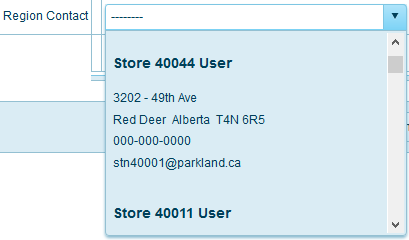 Region Contact --------
Store 40044 User
3202 - 49th Ave
Red Deer Alberta T4N 6R5
000-000-0000
stn40001@parkland.ca
Store 40011 User